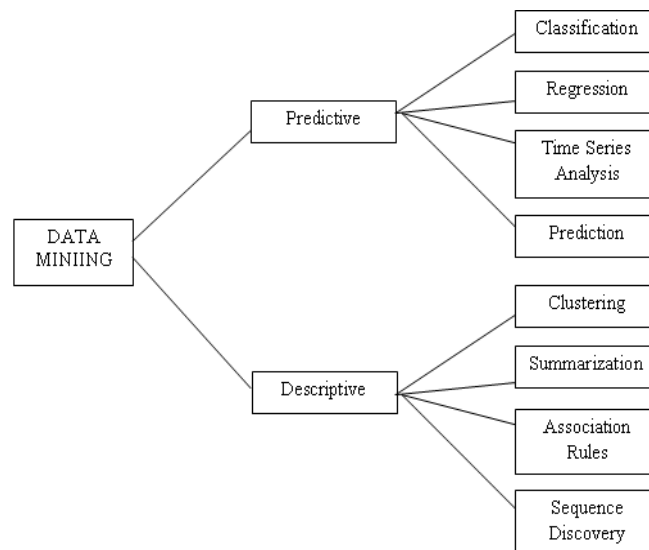 Classification
Regression
Predictive
Time Series
Analysis
Prediction
DATA
MINIING
Clustering
Summarization
Descriptive
Association
Rules
Sequence
Discovery